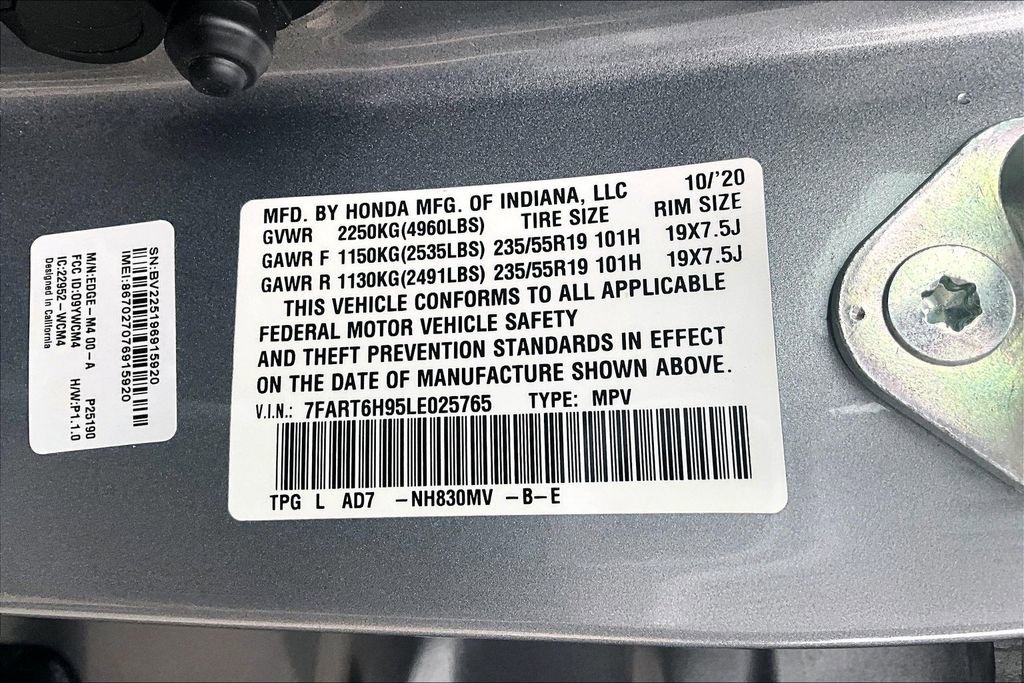 SN:BV22519891 5920
IMEI:867027076915920
M/N:EDGE-M4 00-A P25190
FCC ID:09YWCM4 H/W:P1.1.0
IC:22952-WCM4
Designed in California
MFD. BY HONDA MFG. OF INDIANA, LLC 10/'20
GVWR 2250KG(4960LBS) TIRE SIZE RIM SIZE
GAWR F 1150KG(2535LBS) 235/55R19 101H 19X7.5J
GAWR R 1130KG(2491LBS) 235/55R19 101H 19X7.5J
THIS VEHICLE CONFORMS TO ALL APPLICABLE
FEDERAL MOTOR VEHICLE SAFETY
AND THEFT PREVENTION STANDARDS IN EFFECT
ON THE DATE OF MANUFACTURE SHOWN ABOVE.
V.I.N.: 7FART6H95LE025765 TYPE: MPV
TPG L AD7 -NH830MV -B-E